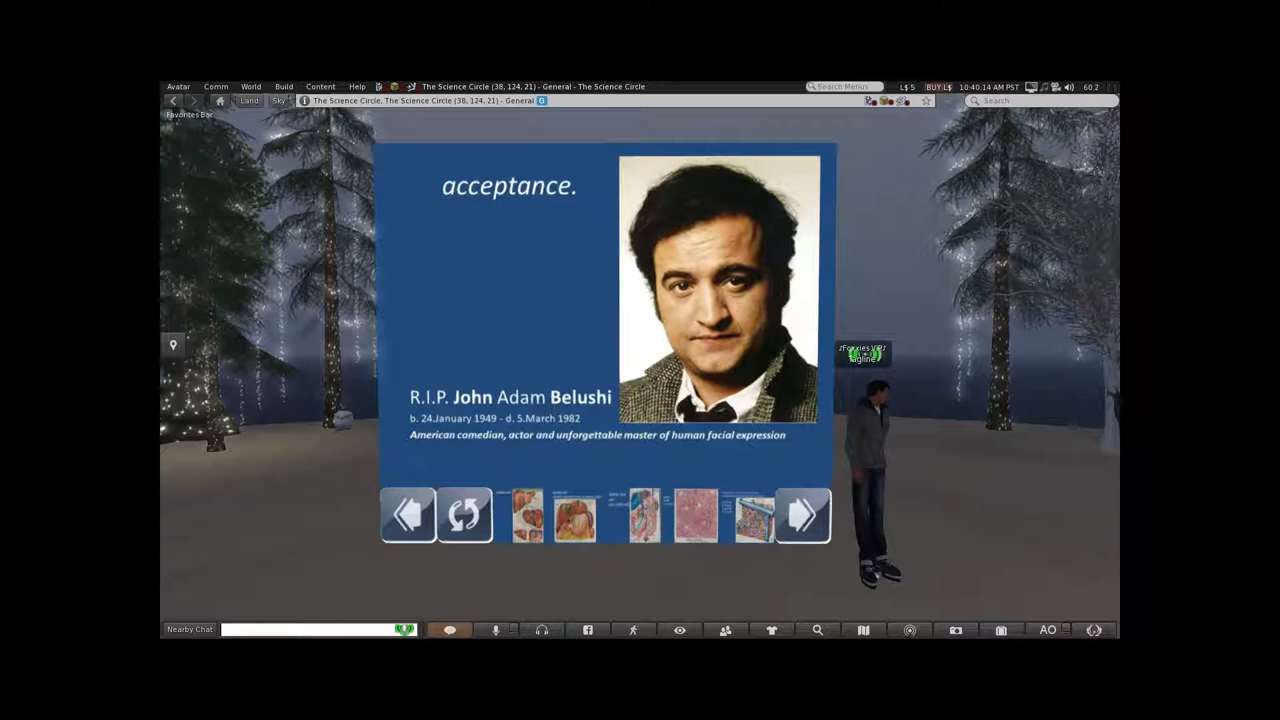 Avatar Comm World Build Content Help The Science Circle (38, 124, 21) - General - The Science Circle Search Menus L$ 5 BUY L$ 10:40:14 AM PST 60.2
Land Sky The Science Circle, The Science Circle (38, 124, 21) - General G Search
Favorites Bar
acceptance.
R.I.P. John Adam Belushi
b. 24.January 1949 - d. 5.March 1982
American comedian, actor and unforgettable master of human facial expression
Nearby Chat AO